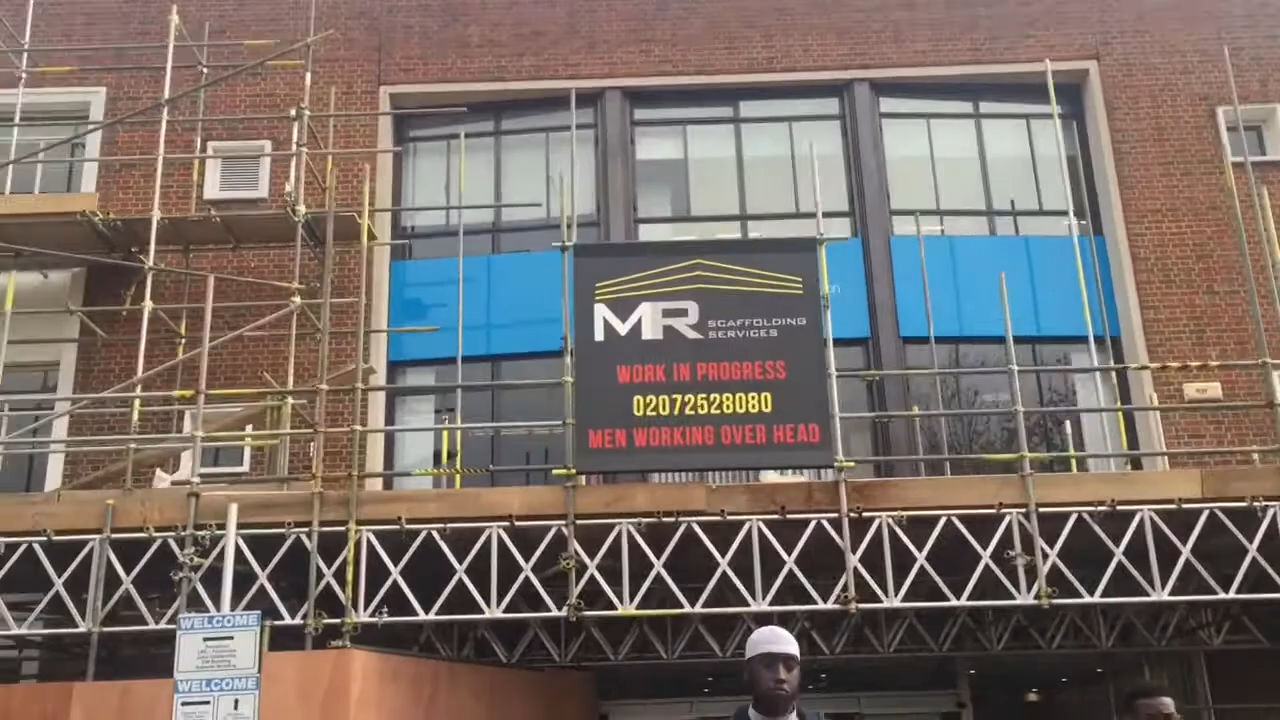 MR SCAFFOLDING
SERVICES
WORK IN PROGRESS
02072528080
MEN WORKING OVER HEAD
WELCOME
WELCOME